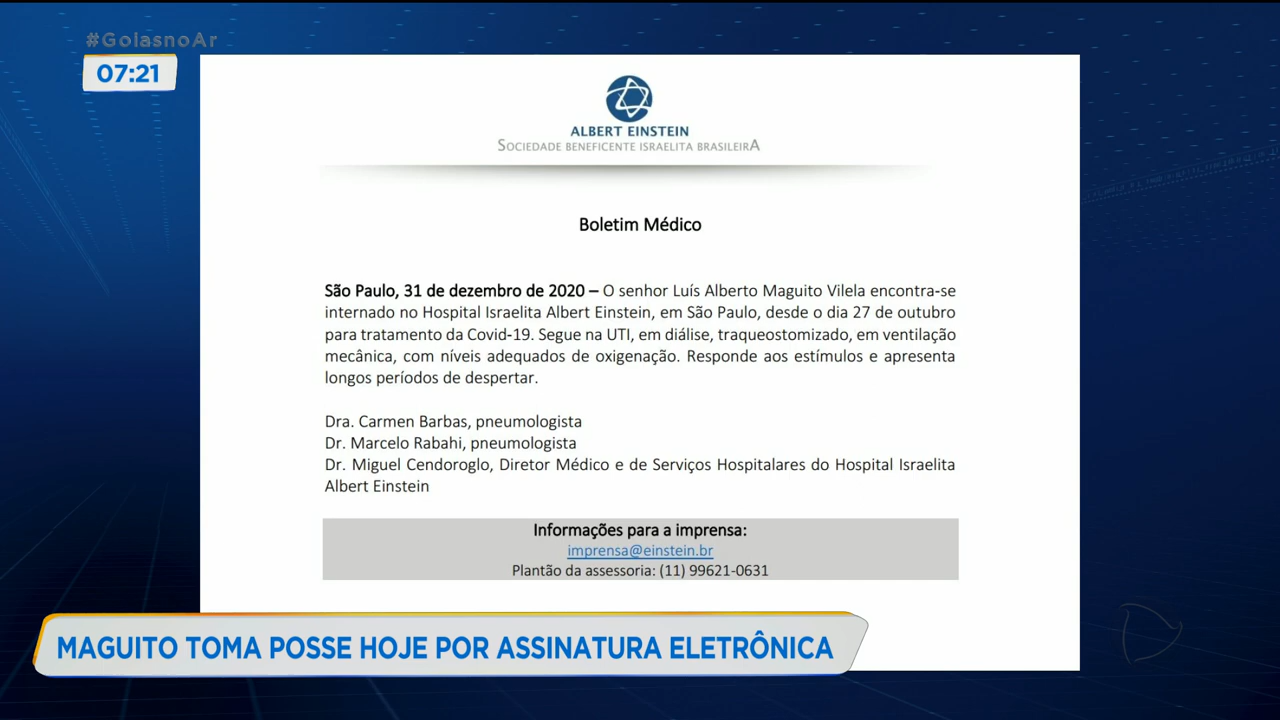 #GoiasnoAr
07:21
ALBERT EINSTEIN
SOCIEDADE BENEFICENTE ISRAELITA BRASILEIRA
Boletim Médico
São Paulo, 31 de dezembro de 2020 – O senhor Luís Alberto Maguito Vilela encontra-se
internado no Hospital Israelita Albert Einstein, em São Paulo, desde o dia 27 de outubro
para tratamento da Covid-19. Segue na UTI, em diálise, traqueostomizado, em ventilação
mecânica, com níveis adequados de oxigenação. Responde aos estímulos e apresenta
longos períodos de despertar.
Dra. Carmen Barbas, pneumologista
Dr. Marcelo Rabahi, pneumologista
Dr. Miguel Cendoroglo, Diretor Médico e de Serviços Hospitalares do Hospital Israelita
Albert Einstein
Informações para a imprensa:
imprensa@einstein.br
Plantão da assessoria: (11) 99621-0631
MAGUITO TOMA POSSE HOJE POR ASSINATURA ELETRÔNICA